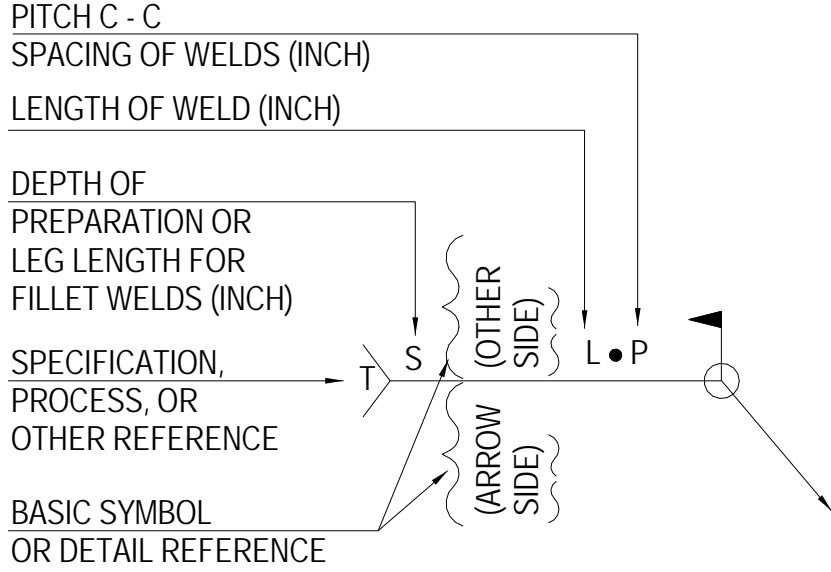 PITCH C - C
SPACING OF WELDS (INCH)
LENGTH OF WELD (INCH)
DEPTH OF
PREPARATION OR
LEG LENGTH FOR
FILLET WELDS (INCH)
SPECIFICATION,
PROCESS, OR
OTHER REFERENCE
BASIC SYMBOL
OR DETAIL REFERENCE
T
S
(OTHER
SIDE)
L • P
(ARROW
SIDE)